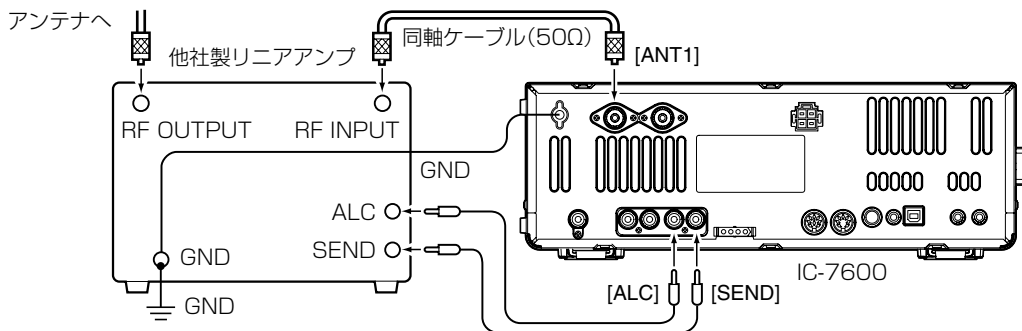 アンテナへ
他社製リニアアンプ
同軸ケーブル(50Ω)
[ANT1]
RF OUTPUT
RF INPUT
GND
ALC
SEND
GND
GND
IC-7600
[ALC]
[SEND]